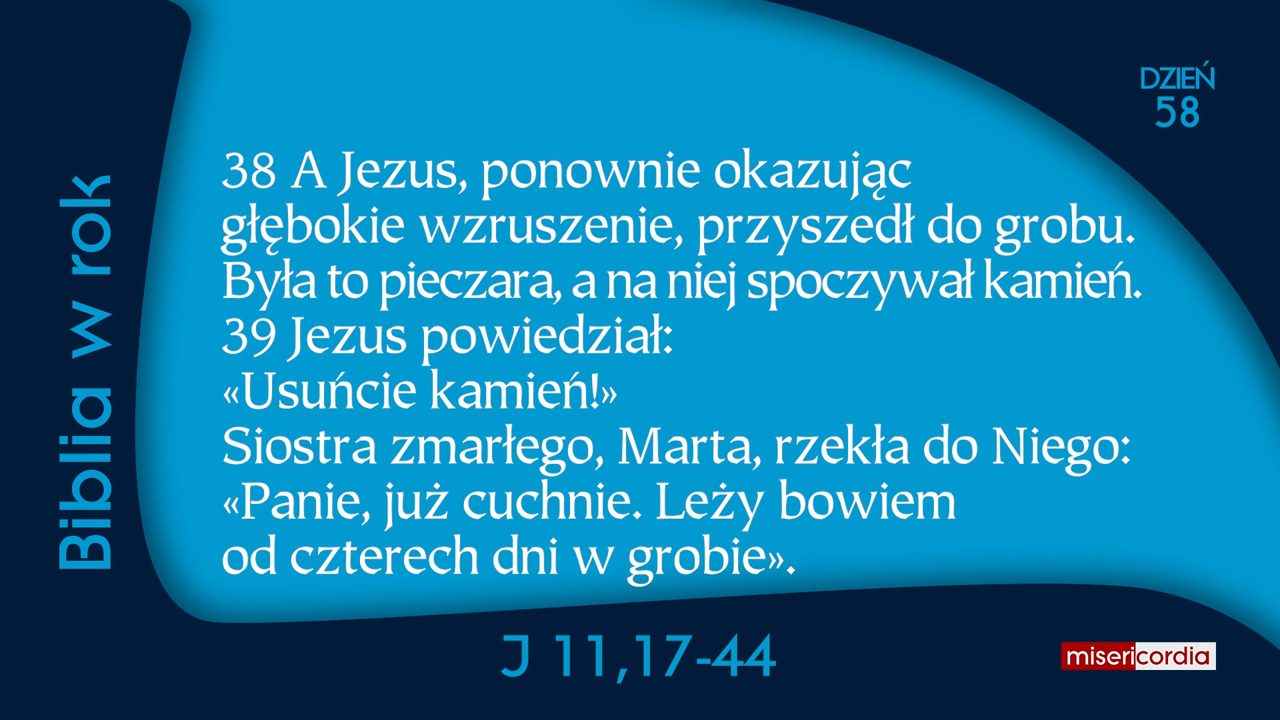 Biblia w rok
DZIEŃ
58
38 A Jezus, ponownie okazując
głębokie wzruszenie, przyszedł do grobu.
Była to pieczara, a na niej spoczywał kamień.
39 Jezus powiedział:
«Usuńcie kamień!»
Siostra zmarłego, Marta, rzekła do Niego:
«Panie, już cuchnie. Leży bowiem
od czterech dni w grobie».
J 11,17-44
misericordia